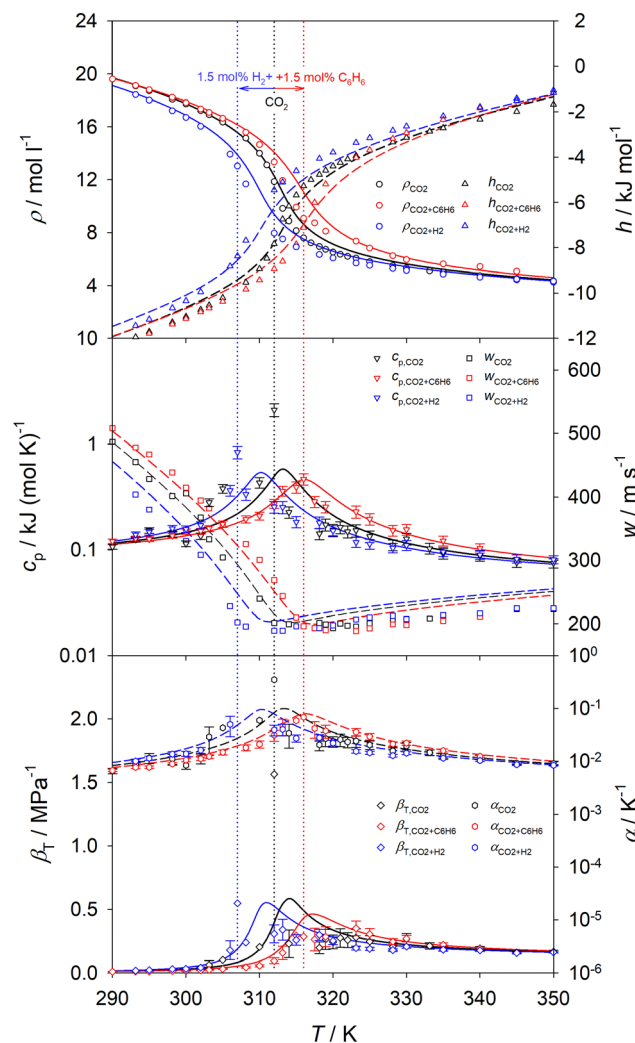 24
20
16
12
8
4
10
ρ / mol l⁻¹
2
0
-2
-4
-6
-8
-10
-12
h / kJ mol⁻¹
1.5 mol% H₂+ +1.5 mol% C₆H₆
CO₂
ρCO2 hCO2
ρCO2+C6H6 hCO2+C6H6
ρCO2+H2 hCO2+H2
1
0.1
0.01
cp / kJ (mol K)⁻¹
600
500
400
300
200
w / m s⁻¹
cp,CO2 wCO2
cp,CO2+C6H6 wCO2+C6H6
cp,CO2+H2 wCO2+H2
2.0
1.5
1.0
0.5
0.0
βT / MPa⁻¹
10⁰
10⁻¹
10⁻²
10⁻³
10⁻⁴
10⁻⁵
10⁻⁶
α / K⁻¹
βT,CO2 αCO2
βT,CO2+C6H6 αCO2+C6H6
βT,CO2+H2 αCO2+H2
290 300 310 320 330 340 350
T / K